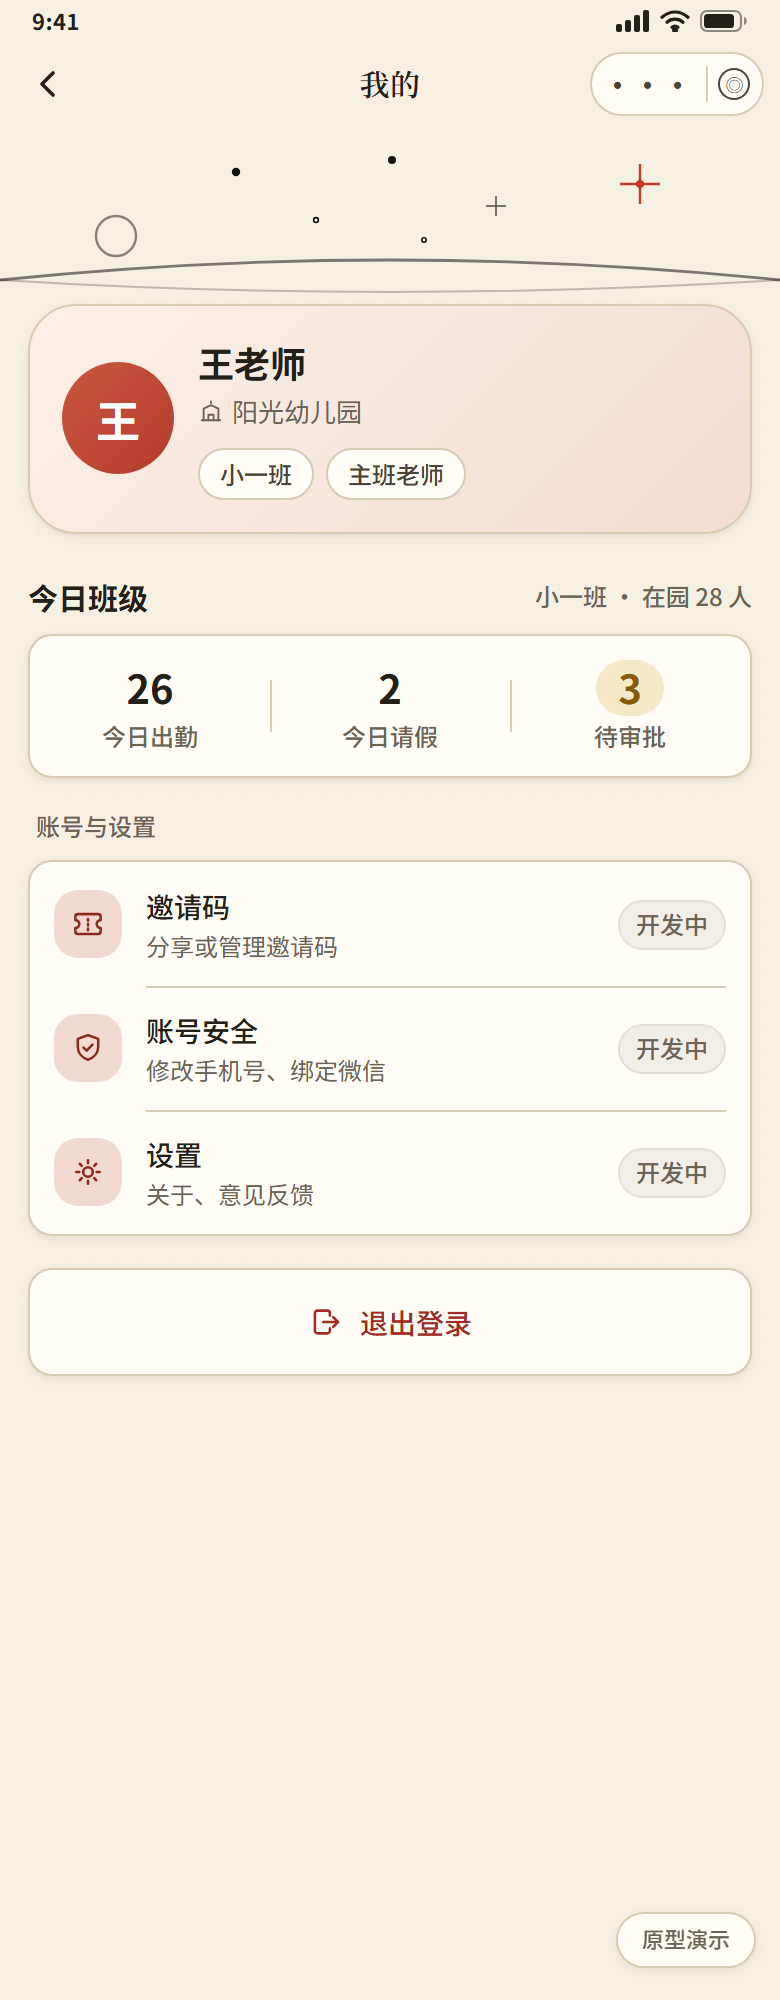 9:41
我的
王
王老师
阳光幼儿园
小一班
主班老师
今日班级
小一班 · 在园 28 人
26
今日出勤
2
今日请假
3
待审批
账号与设置
邀请码
分享或管理邀请码
开发中
账号安全
修改手机号、绑定微信
开发中
设置
关于、意见反馈
开发中
退出登录
原型演示